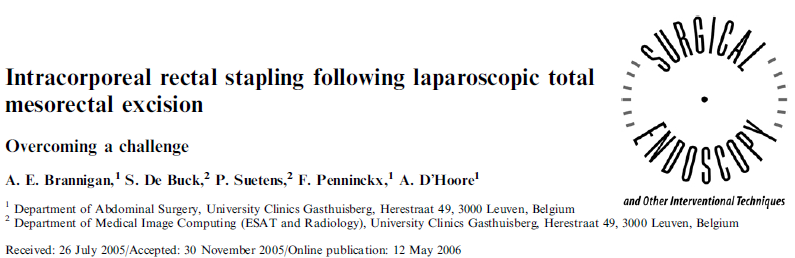 Intracorporeal rectal stapling following laparoscopic total
mesorectal excision
Overcoming a challenge
A. E. Brannigan,¹ S. De Buck,² P. Suetens,² F. Penninckx,¹ A. D'Hoore¹
¹ Department of Abdominal Surgery, University Clinics Gasthuisberg, Herestraat 49, 3000 Leuven, Belgium
² Department of Medical Image Computing (ESAT and Radiology), University Clinics Gasthuisberg, Herestraat 49, 3000 Leuven, Belgium
Received: 26 July 2005/Accepted: 30 November 2005/Online publication: 12 May 2006
SURGICAL
ENDOSCOPY
and Other Interventional Techniques